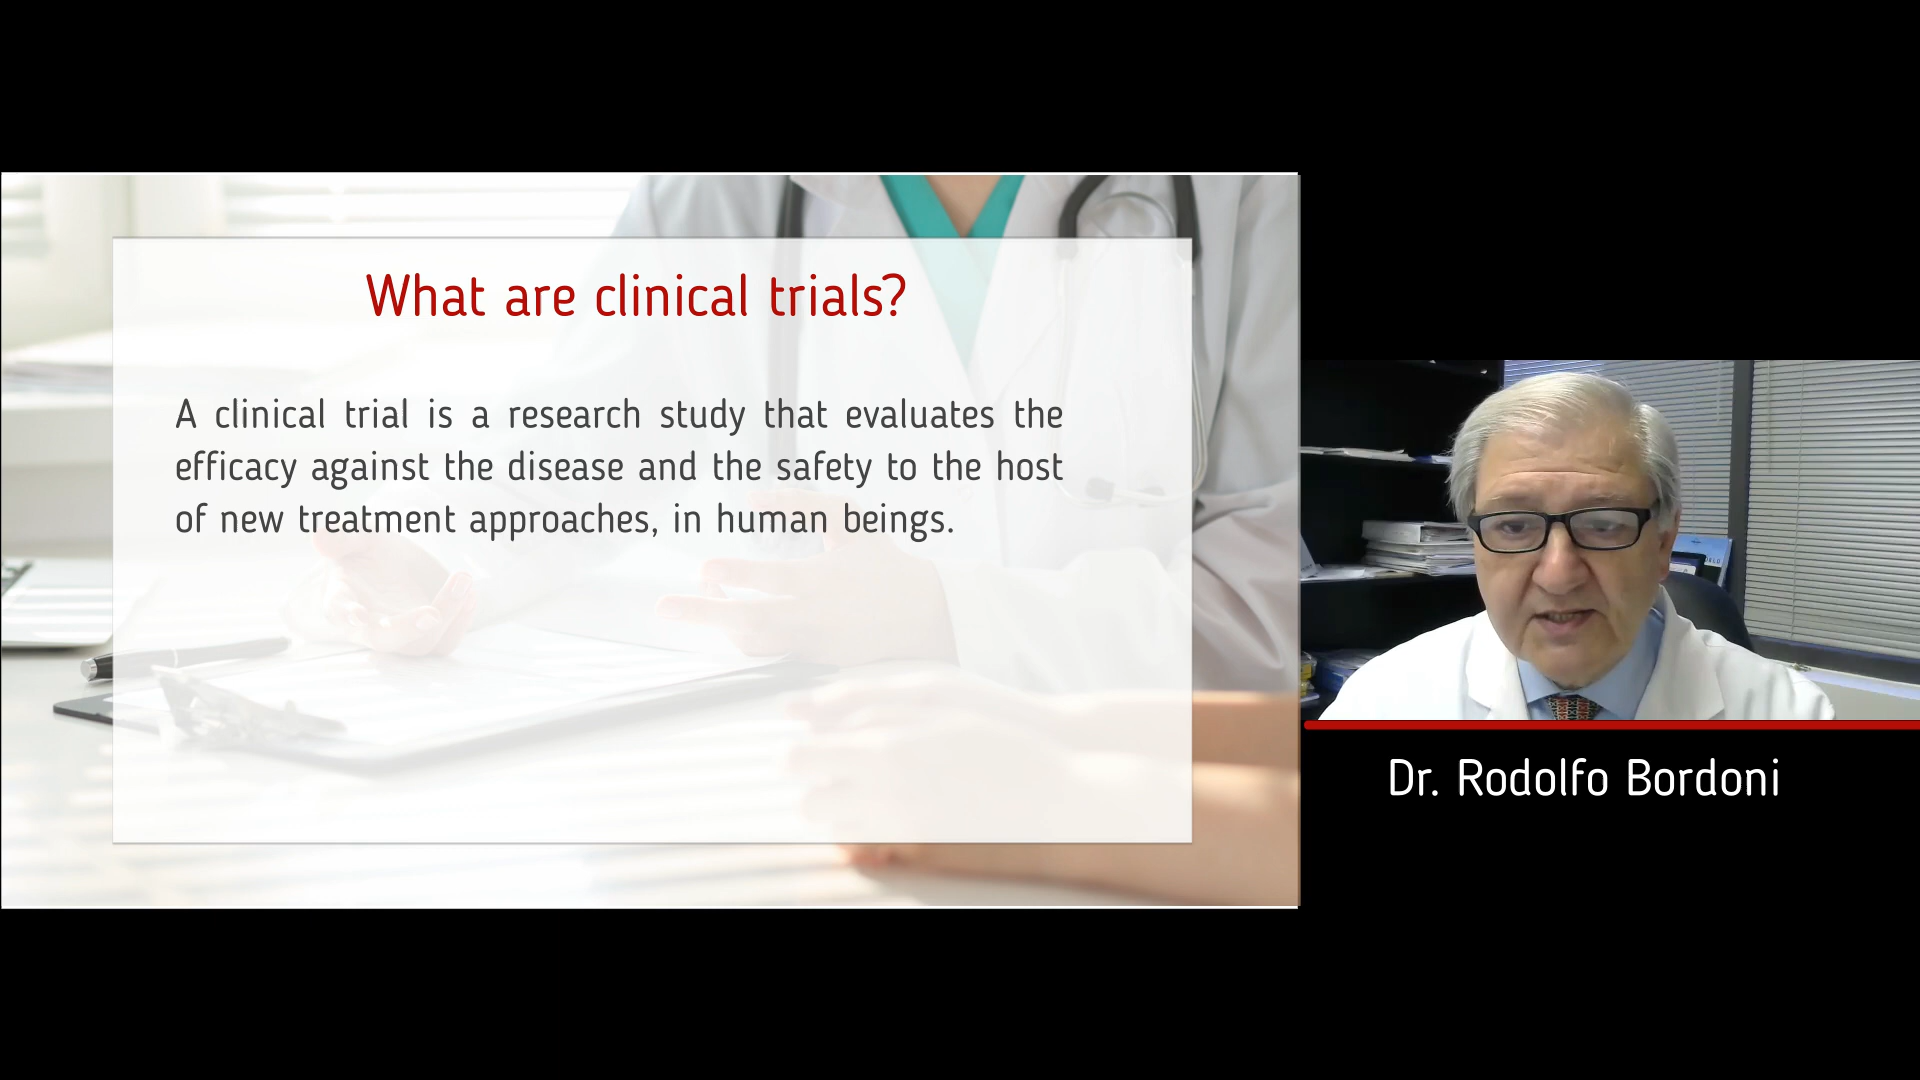 What are clinical trials?
A clinical trial is a research study that evaluates the
efficacy against the disease and the safety to the host
of new treatment approaches, in human beings.
Dr. Rodolfo Bordoni